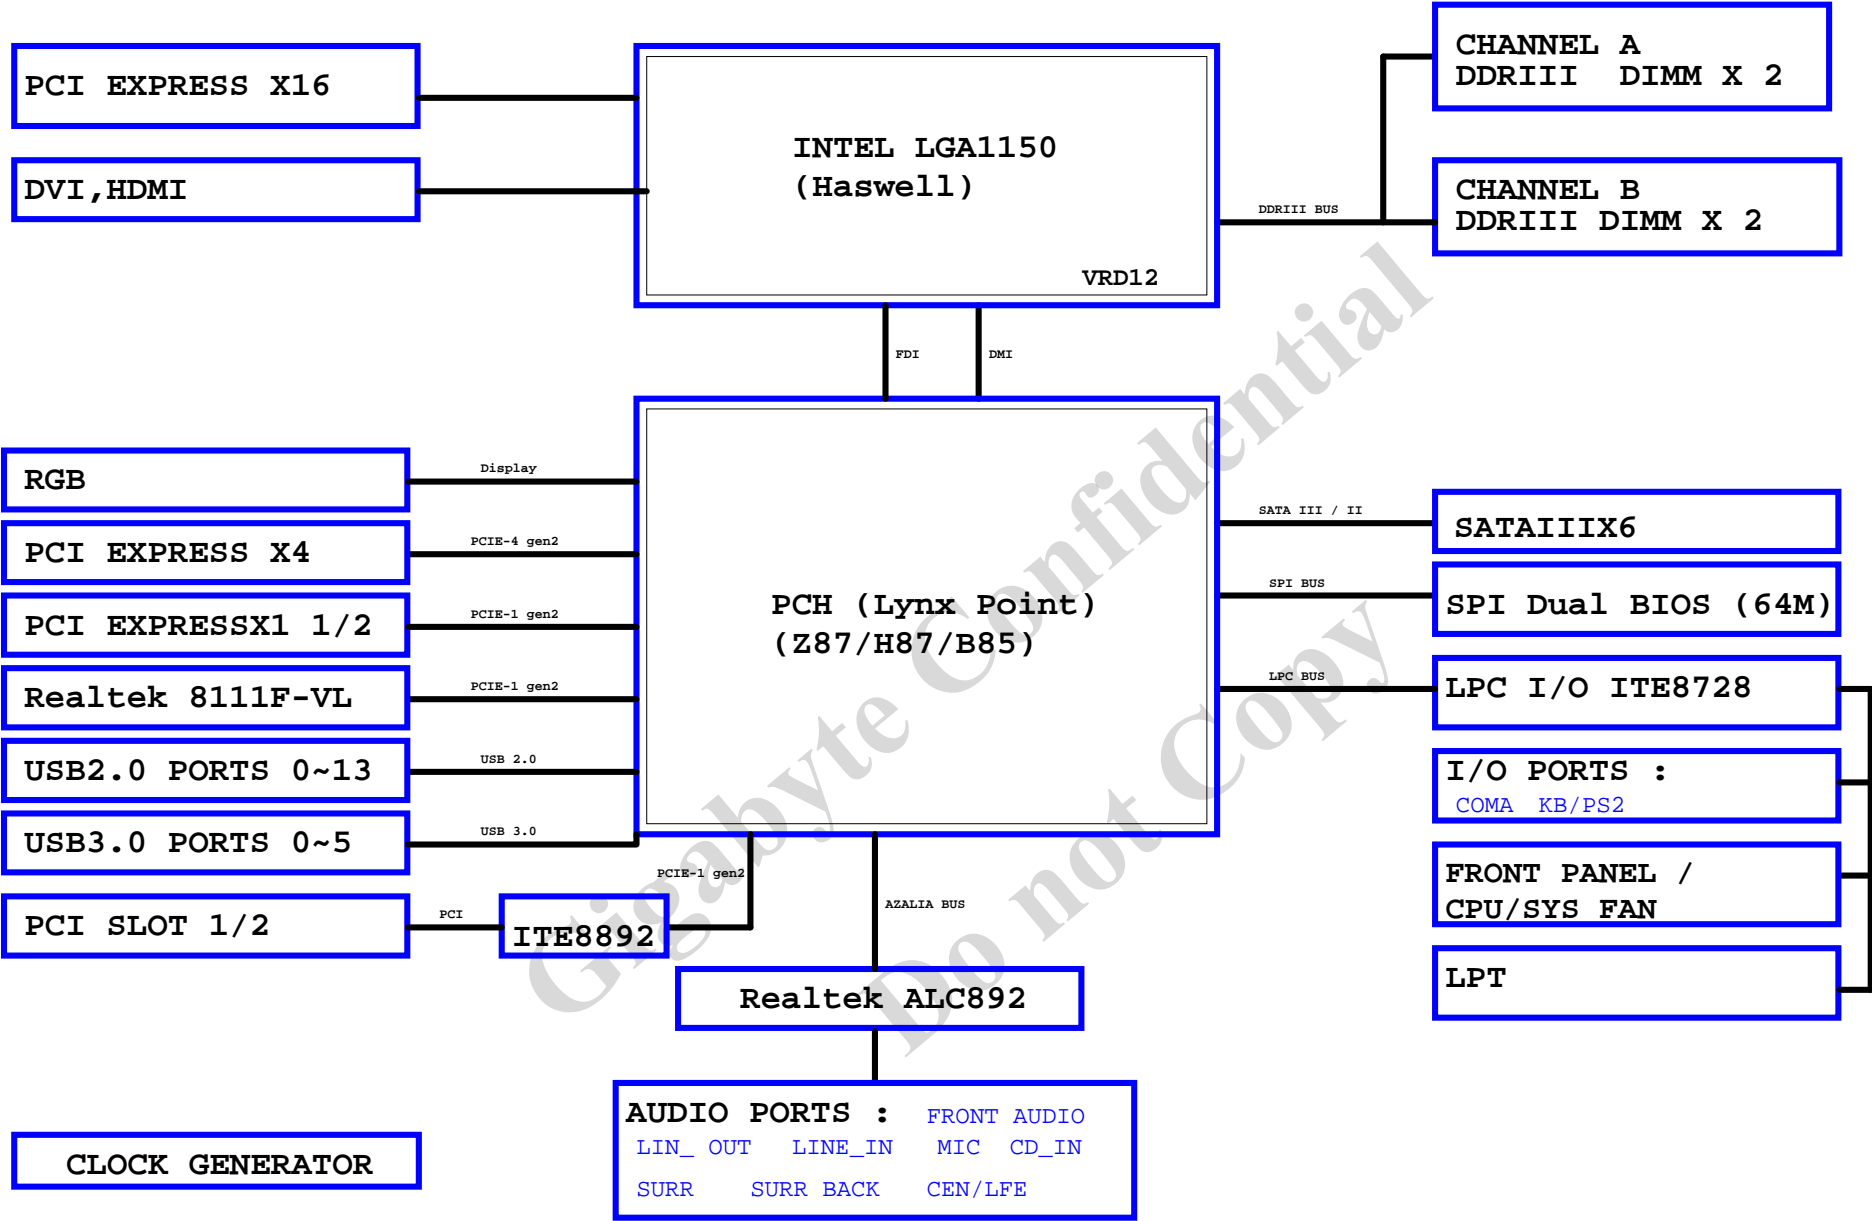 PCI EXPRESS X16
DVI,HDMI
INTEL LGA1150
(Haswell)
VRD12
CHANNEL A
DDRIII  DIMM X 2
DDRIII BUS
CHANNEL B
DDRIII DIMM X 2
FDI
DMI
RGB
Display
PCI EXPRESS X4
PCIE-4 gen2
PCI EXPRESSX1 1/2
PCIE-1 gen2
Realtek 8111F-VL
PCIE-1 gen2
USB2.0 PORTS 0~13
USB 2.0
USB3.0 PORTS 0~5
USB 3.0
PCI SLOT 1/2
PCI
ITE8892
PCIE-1 gen2
PCH (Lynx Point)
(Z87/H87/B85)
SATA III / II
SATAIIIX6
SPI BUS
SPI Dual BIOS (64M)
LPC BUS
LPC I/O ITE8728
I/O PORTS :
COMA  KB/PS2
FRONT PANEL /
CPU/SYS FAN
LPT
AZALIA BUS
Realtek ALC892
AUDIO PORTS :  FRONT AUDIO
LIN_ OUT  LINE_IN  MIC  CD_IN
SURR  SURR BACK  CEN/LFE
CLOCK GENERATOR
Gigabyte Confidential
Do not Copy